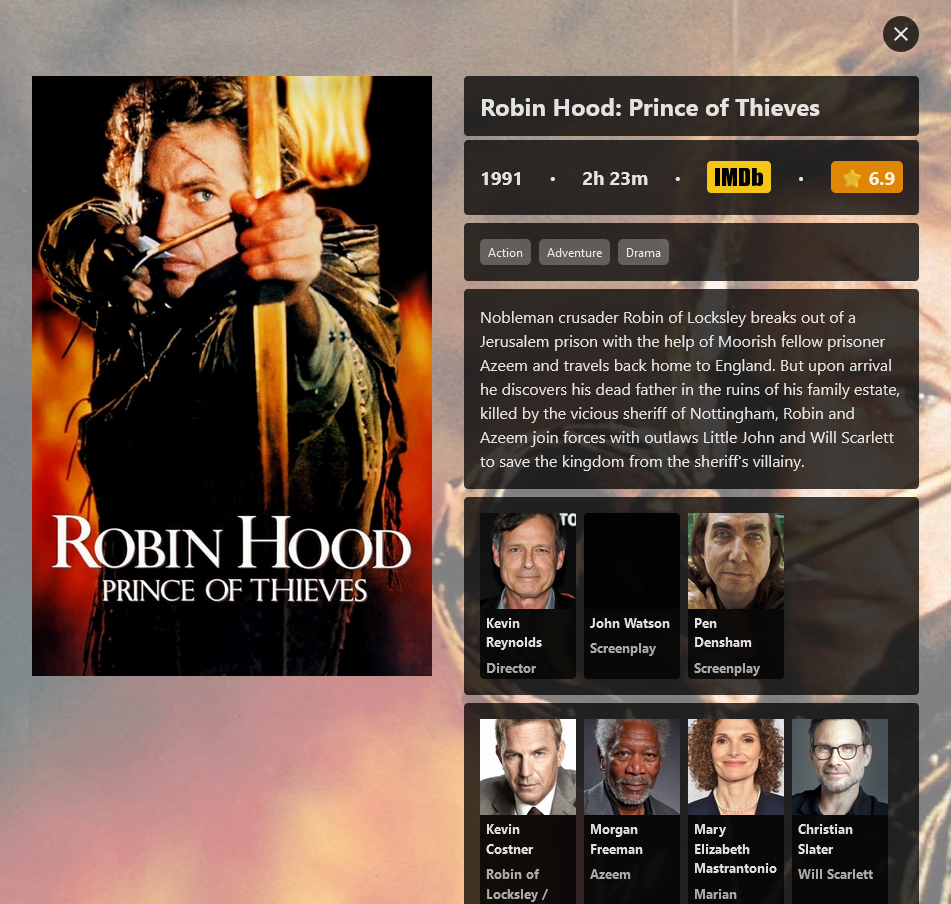 ROBIN HOOD
PRINCE OF THIEVES
Robin Hood: Prince of Thieves
1991 • 2h 23m • IMDb • 6.9
Action Adventure Drama
Nobleman crusader Robin of Locksley breaks out of a
Jerusalem prison with the help of Moorish fellow prisoner
Azeem and travels back home to England. But upon arrival
he discovers his dead father in the ruins of his family estate,
killed by the vicious sheriff of Nottingham, Robin and
Azeem join forces with outlaws Little John and Will Scarlett
to save the kingdom from the sheriff's villainy.
TO
Kevin
Reynolds
Director
John Watson
Screenplay
Pen
Densham
Screenplay
Kevin
Costner
Robin of
Locksley /
Morgan
Freeman
Azeem
Mary
Elizabeth
Mastrantonio
Marian
Christian
Slater
Will Scarlett